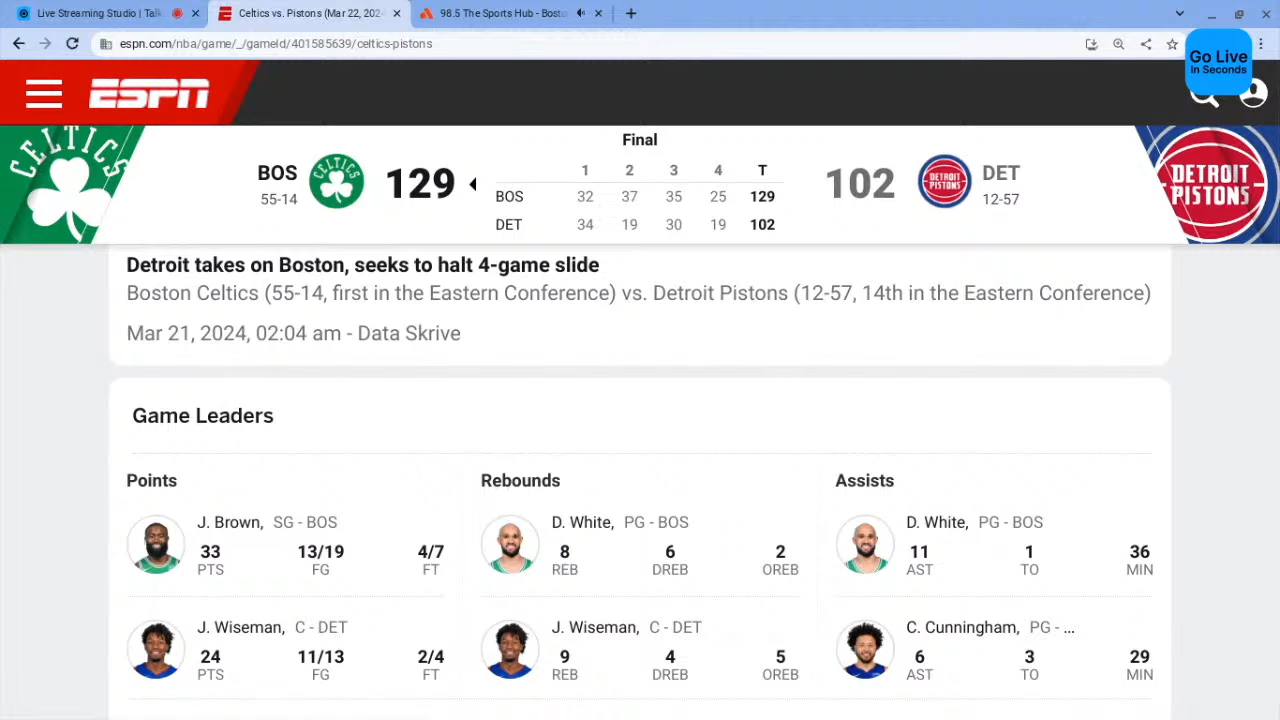 Live Streaming Studio | Talk
Celtics vs. Pistons (Mar 22, 2024
98.5 The Sports Hub - Bost
espn.com/nba/game/_/gameId/401585639/celtics-pistons
Go Live
In Seconds
ESPN
CELTICS
BOS
55-14
CELTICS
129
Final
1 2 3 4 T
BOS 32 37 35 25 129
DET 34 19 30 19 102
102
DETROIT PISTONS
DET
12-57
DETROIT
PISTONS
Detroit takes on Boston, seeks to halt 4-game slide
Boston Celtics (55-14, first in the Eastern Conference) vs. Detroit Pistons (12-57, 14th in the Eastern Conference)
Mar 21, 2024, 02:04 am - Data Skrive
Game Leaders
Points
J. Brown, SG - BOS
33 13/19 4/7
PTS FG FT
J. Wiseman, C - DET
24 11/13 2/4
PTS FG FT
Rebounds
D. White, PG - BOS
8 6 2
REB DREB OREB
J. Wiseman, C - DET
9 4 5
REB DREB OREB
Assists
D. White, PG - BOS
11 1 36
AST TO MIN
C. Cunningham, PG - ...
6 3 29
AST TO MIN